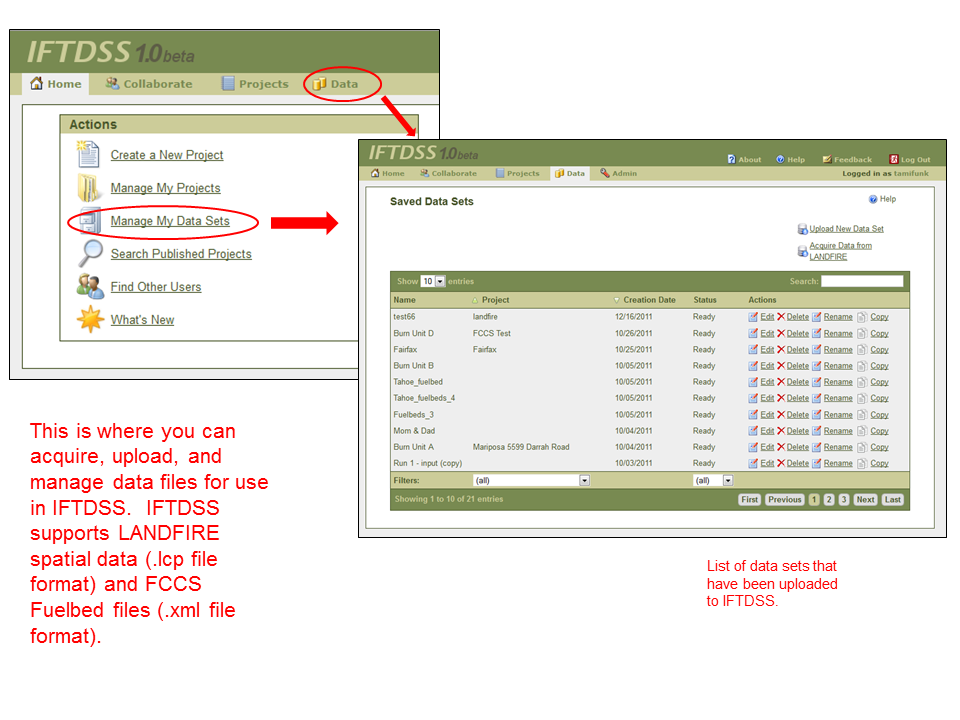 IFTDSS 1.0 beta
Home Collaborate Projects Data
Actions
Create a New Project
Manage My Projects
Manage My Data Sets
Search Published Projects
Find Other Users
What's New
IFTDSS 1.0 beta
About Help Feedback Log Out
Home Collaborate Projects Data Admin Logged in as tamifunk
Saved Data Sets Help
Upload New Data Set
Acquire Data from
LANDFIRE
Show 10 entries Search:
Name Project Creation Date Status Actions
test66 landfire 12/16/2011 Ready Edit Delete Rename Copy
Burn Unit D FCCS Test 10/26/2011 Ready Edit Delete Rename Copy
Fairfax Fairfax 10/25/2011 Ready Edit Delete Rename Copy
Burn Unit B 10/05/2011 Ready Edit Delete Rename Copy
Tahoe_fuelbed 10/05/2011 Ready Edit Delete Rename Copy
Tahoe_fuelbeds_4 10/05/2011 Ready Edit Delete Rename Copy
Fuelbeds_3 10/05/2011 Ready Edit Delete Rename Copy
Mom & Dad 10/04/2011 Ready Edit Delete Rename Copy
Burn Unit A Mariposa 5599 Darrah Road 10/04/2011 Ready Edit Delete Rename Copy
Run 1 - input (copy) 10/03/2011 Ready Edit Delete Rename Copy
Filters: (all) (all)
Showing 1 to 10 of 21 entries First Previous 1 2 3 Next Last
This is where you can
acquire, upload, and
manage data files for use
in IFTDSS. IFTDSS
supports LANDFIRE
spatial data (.lcp file
format) and FCCS
Fuelbed files (.xml file
format).
List of data sets that
have been uploaded
to IFTDSS.